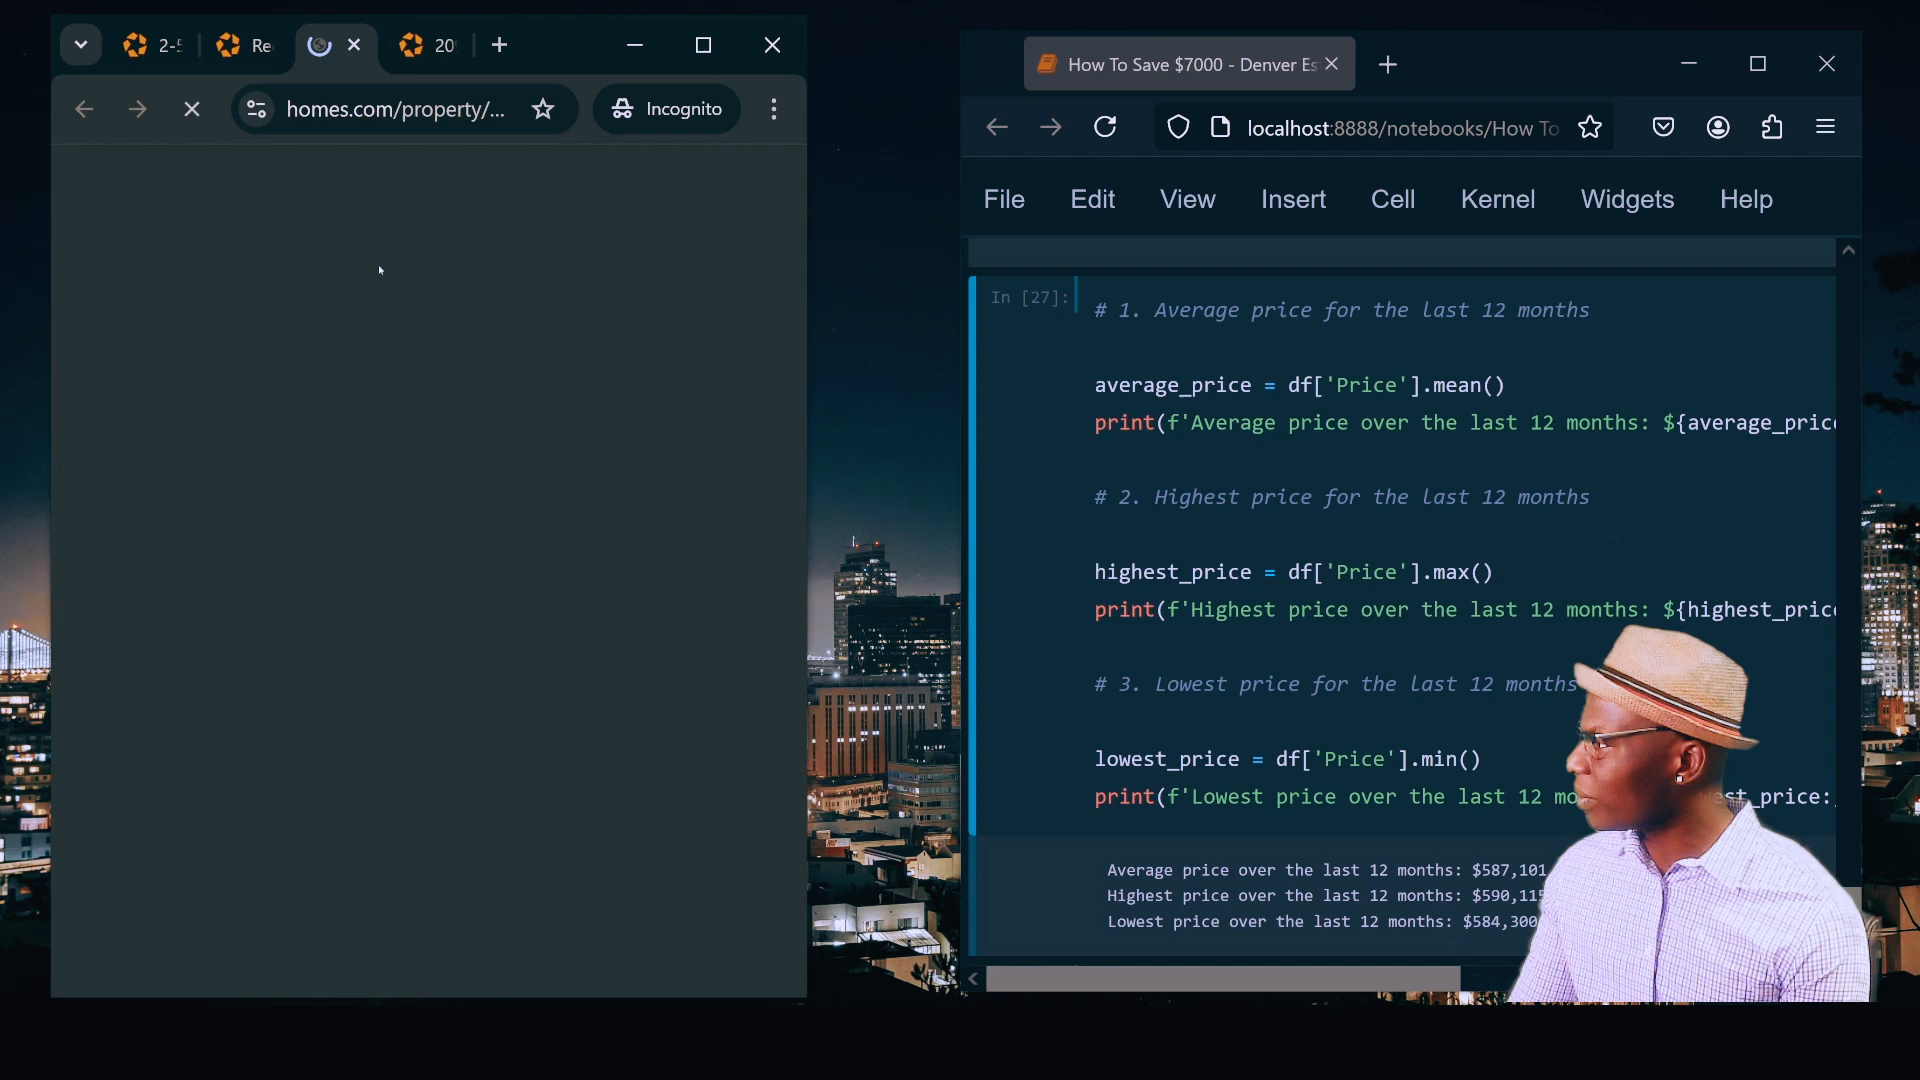 2-5
Re
20
homes.com/property/...
Incognito
How To Save $7000 - Denver Es
localhost:8888/notebooks/How To
File Edit View Insert Cell Kernel Widgets Help
In [27]:
# 1. Average price for the last 12 months
average_price = df['Price'].mean()
print(f'Average price over the last 12 months: ${average_price
# 2. Highest price for the last 12 months
highest_price = df['Price'].max()
print(f'Highest price over the last 12 months: ${highest_price
# 3. Lowest price for the last 12 months
lowest_price = df['Price'].min()
print(f'Lowest price over the last 12 mo est_price:
Average price over the last 12 months: $587,101
Highest price over the last 12 months: $590,115
Lowest price over the last 12 months: $584,300